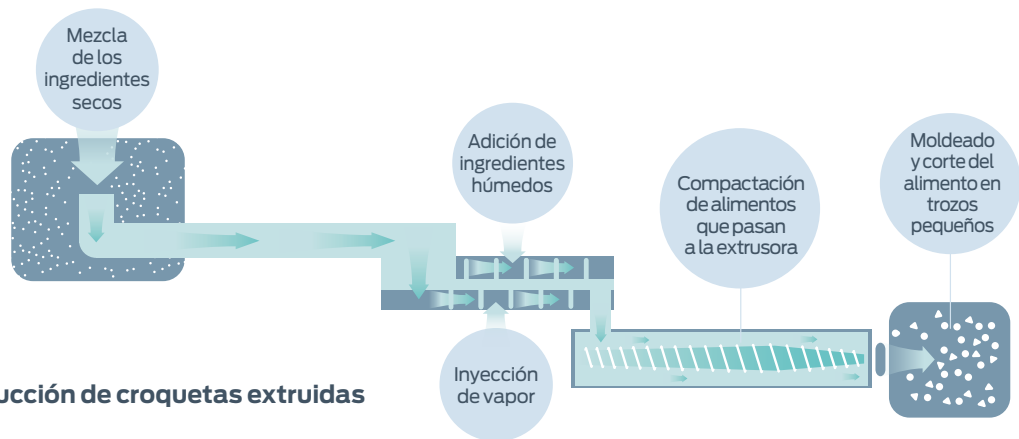 Mezcla
de los
ingredientes
secos
Adición de
ingredientes
húmedos
Inyección
de vapor
Compactación
de alimentos
que pasan
a la extrusora
Moldeado
y corte del
alimento en
trozos
pequeños
ucción de croquetas extruidas